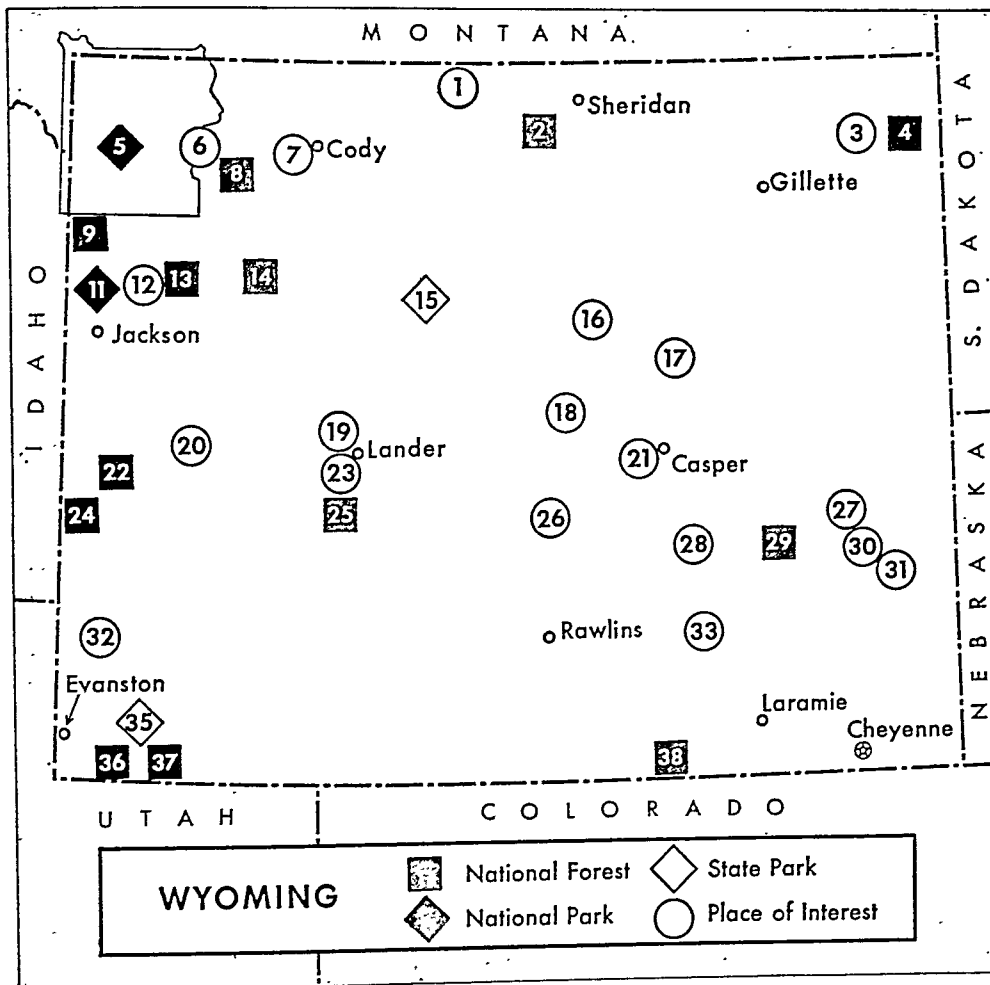 MONTANA
1
Sheridan
2
3
4
5
6
7
Cody
8
Gillette
9
S. DAKOTA
IDAHO
11
12
13
14
15
Jackson
16
17
18
19
Lander
20
21
Casper
22
23
24
25
26
27
28
29
30
31
NEBRASKA
32
Rawlins
33
Evanston
35
Laramie
Cheyenne
36
37
38
UTAH
COLORADO
WYOMING
National Forest
State Park
National Park
Place of Interest